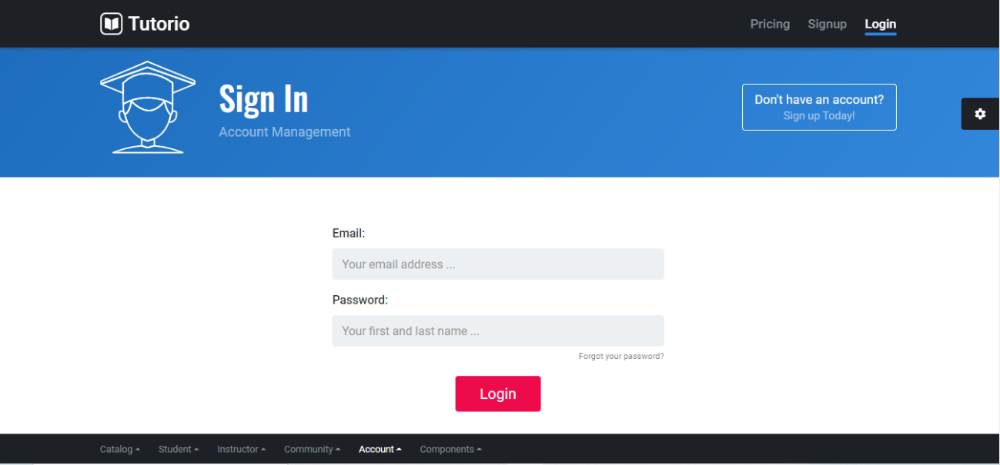 Tutorio
Pricing Signup Login
Sign In
Account Management
Don't have an account?
Sign up Today!
Email:
Your email address ...
Password:
Your first and last name ...
Forgot your password?
Login
Catalog Student Instructor Community Account Components